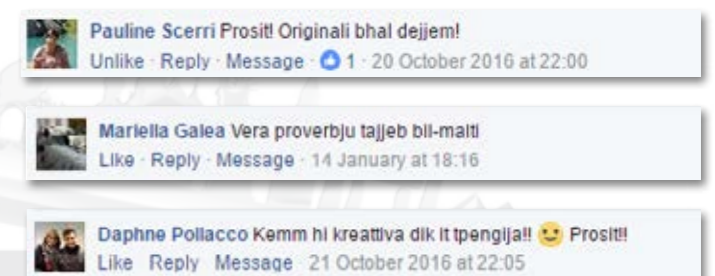 Pauline Scerri Prosit! Originali bhal dejjem!
Unlike · Reply · Message · 1 · 20 October 2016 at 22:00
Mariella Galea Vera proverbju tajjeb bil-malti
Like · Reply · Message · 14 January at 18:16
Daphne Pollacco Kemm hi kreattiva dik it tpengija!! Prosit!!
Like Reply Message 21 October 2016 at 22:05